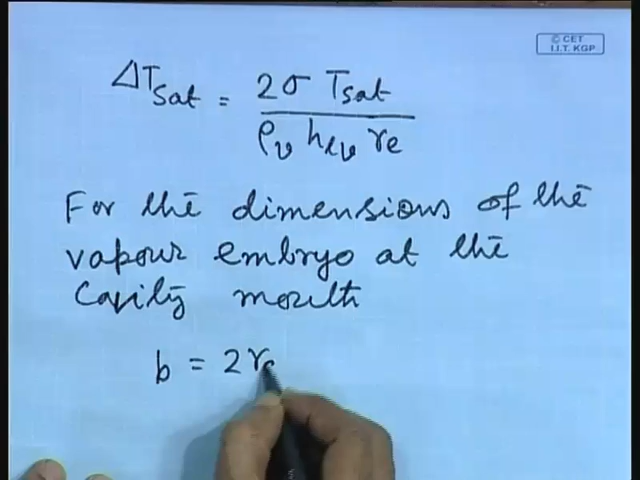 © CET
I.I.T. KGP
ΔTsat = 2σ Tsat / ρv hlv re
For the dimensions of the
vapour embryo at the
cavity mouth
b = 2rc